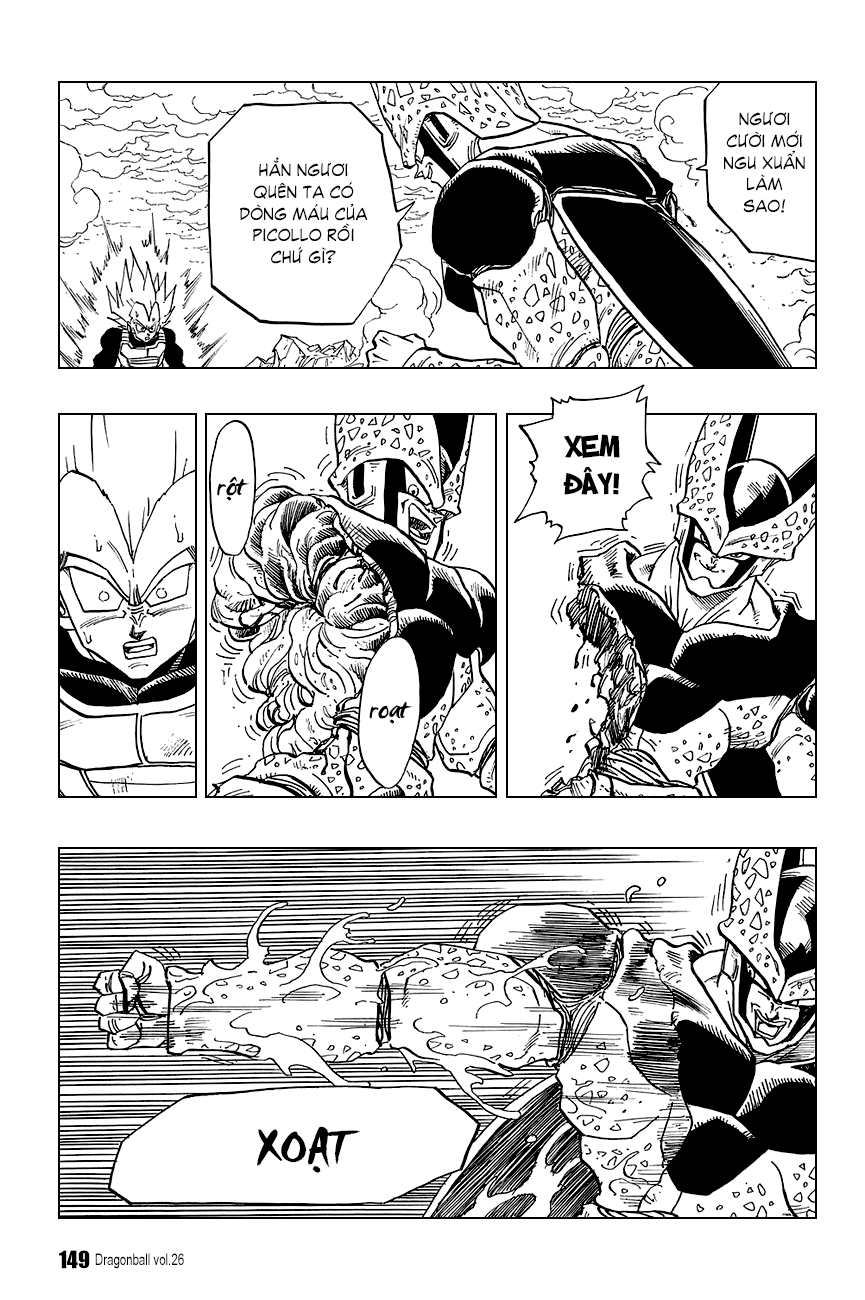 NGƯƠI
CƯỜI MỚI
NGU XUẨN
LÀM
SAO!
HẮN NGƯƠI
QUÊN TA CÓ
DÒNG MÁU CỦA
PICOLLO RỒI
CHỨ GÌ?
XEM
ĐÂY!
rột
roạt
XOẠT
149 Dragonball vol.26